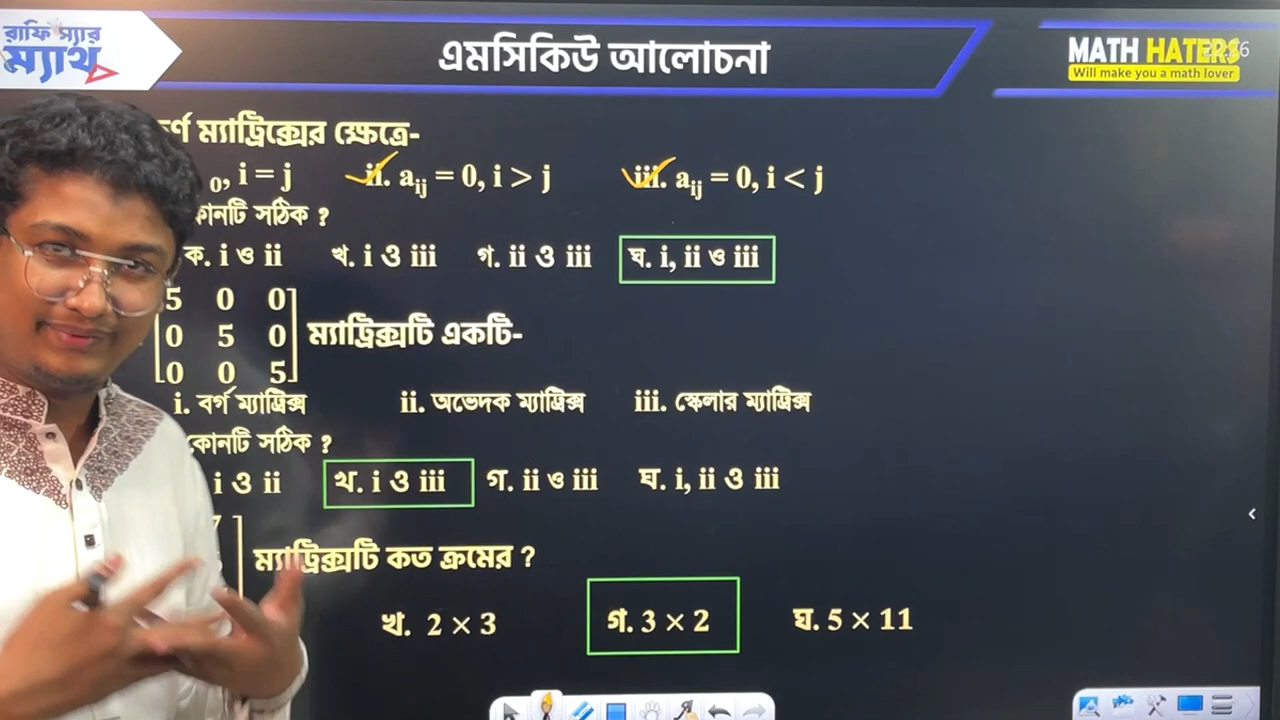 রাফি স্যার
ম্যাথ
এমসিকিউ আলোচনা
MATH HATERS
Will make you a math lover
ম্যাট্রিক্সের ক্ষেত্রে-
0, i = j ii. aij = 0, i > j iii. aij = 0, i < j
কোনটি সঠিক ?
ক. i ও ii খ. i ও iii গ. ii ও iii ঘ. i, ii ও iii
5 0 0
0 5 0 ম্যাট্রিক্সটি একটি-
0 0 5
i. বর্গ ম্যাট্রিক্স ii. অভেদক ম্যাট্রিক্স iii. স্কেলার ম্যাট্রিক্স
কোনটি সঠিক ?
i ও ii খ. i ও iii গ. ii ও iii ঘ. i, ii ও iii
ম্যাট্রিক্সটি কত ক্রমের ?
খ. 2 × 3 গ. 3 × 2 ঘ. 5 × 11